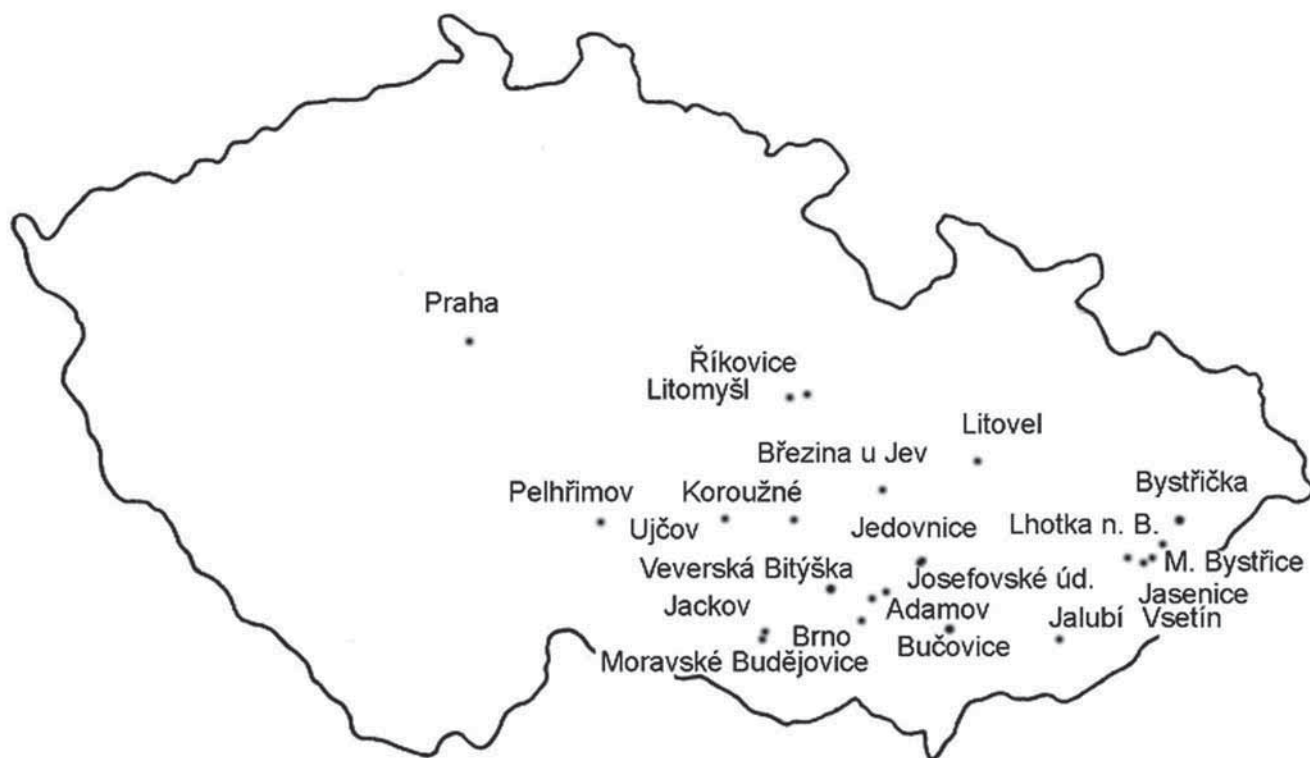 Praha
Říkovice
Litomyšl
Litovel
Březina u Jev
Bystřička
Pelhřimov
Koroužné
Ujčov
Jedovnice
Lhotka n. B.
Veverská Bitýška
M. Bystřice
Josefovské úd.
Jasenice
Jackov
Adamov
Jalubí
Vsetín
Brno
Bučovice
Moravské Budějovice